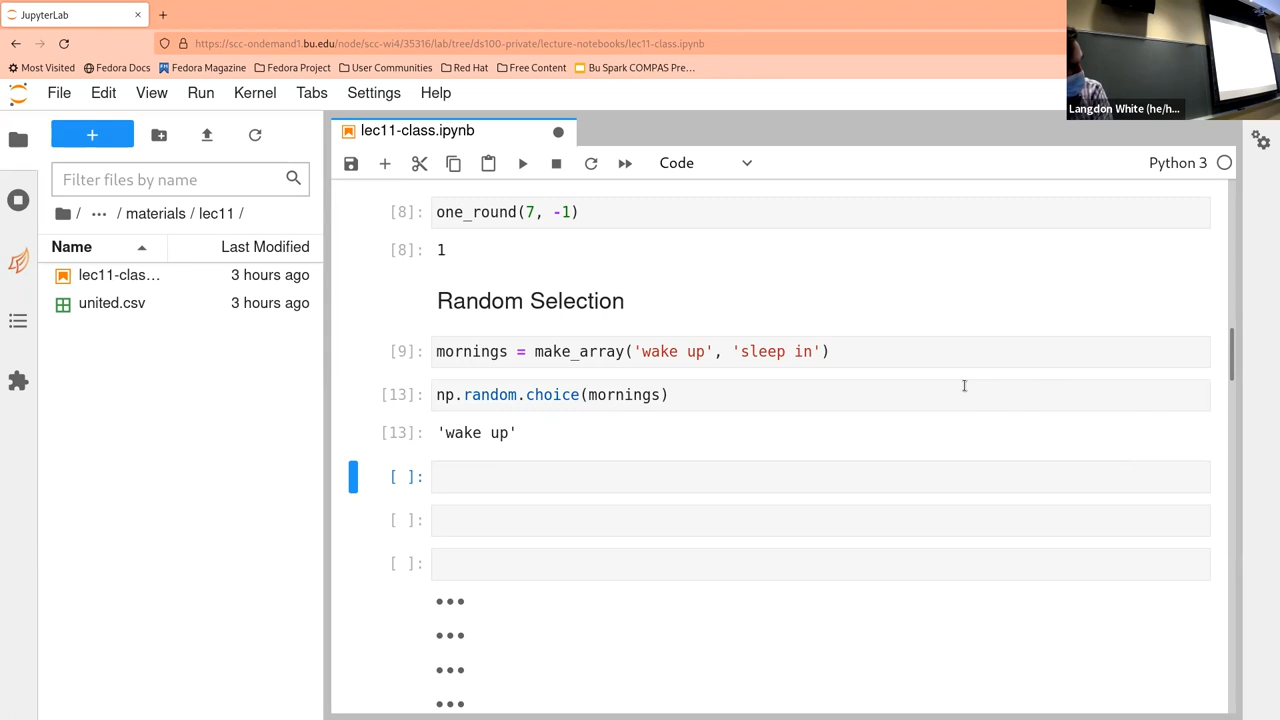 JupyterLab
https://scc-ondemand1.bu.edu/node/scc-wi4/35316/lab/tree/ds100-private/lecture-notebooks/lec11-class.ipynb
Most Visited Fedora Docs Fedora Magazine Fedora Project User Communities Red Hat Free Content Bu Spark COMPAS Pre…
Langdon White (he/h...
File Edit View Run Kernel Tabs Settings Help
lec11-class.ipynb
Code
Python 3
Filter files by name
/ ··· / materials / lec11 /
Name Last Modified
lec11-clas… 3 hours ago
united.csv 3 hours ago
[8]: one_round(7, -1)
[8]: 1
Random Selection
[9]: mornings = make_array('wake up', 'sleep in')
[13]: np.random.choice(mornings)
[13]: 'wake up'
[ ]:
[ ]:
[ ]: